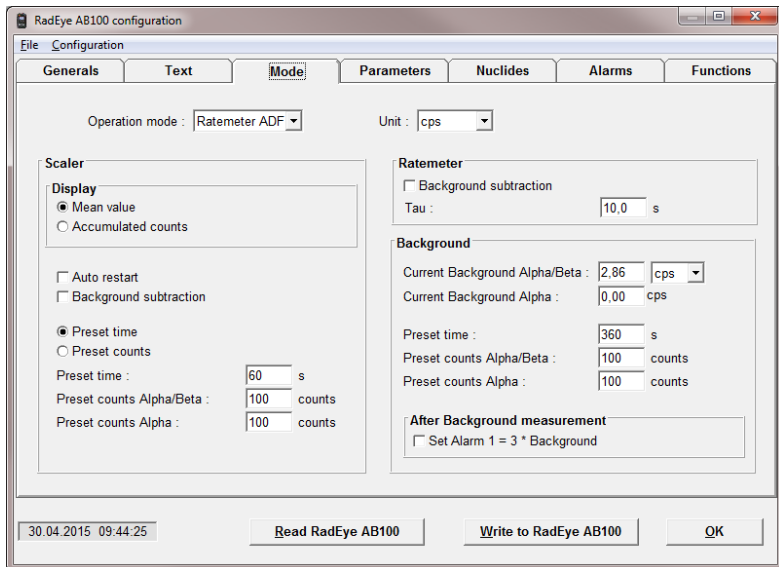 RadEye AB100 configuration
File Configuration
Generals Text Mode Parameters Nuclides Alarms Functions
Operation mode : Ratemeter ADF Unit : cps
Scaler
Display
Mean value
Accumulated counts
Auto restart
Background subtraction
Preset time
Preset counts
Preset time : 60 s
Preset counts Alpha/Beta : 100 counts
Preset counts Alpha : 100 counts
Ratemeter
Background subtraction
Tau : 10,0 s
Background
Current Background Alpha/Beta : 2,86 cps
Current Background Alpha : 0,00 cps
Preset time : 360 s
Preset counts Alpha/Beta : 100 counts
Preset counts Alpha : 100 counts
After Background measurement
Set Alarm 1 = 3 * Background
30.04.2015 09:44:25 Read RadEye AB100 Write to RadEye AB100 OK